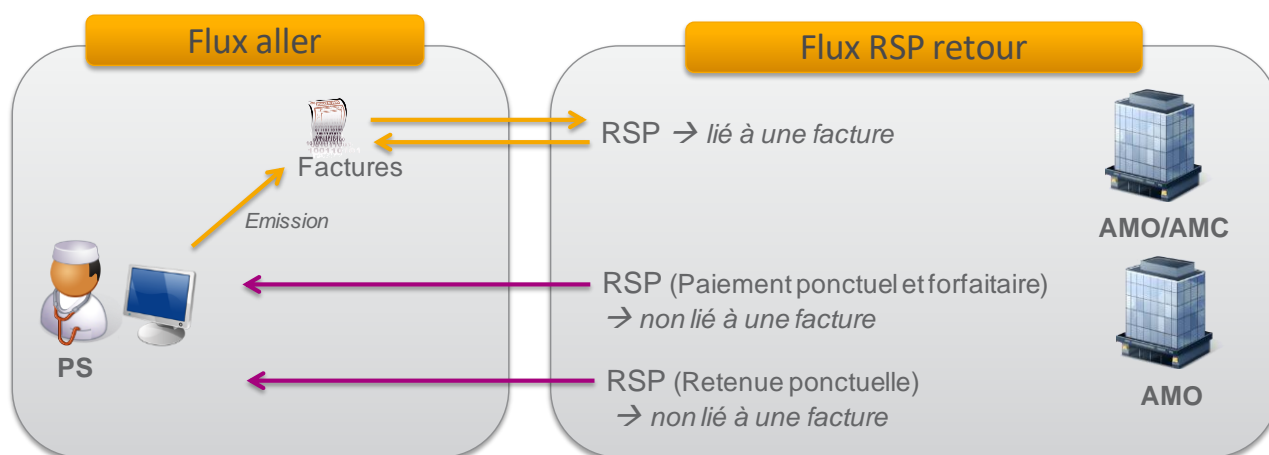 Flux aller
Flux RSP retour
RSP → lié à une facture
Factures
Emission
AMO/AMC
RSP (Paiement ponctuel et forfaitaire)
→ non lié à une facture
PS
RSP (Retenue ponctuelle)
→ non lié à une facture
AMO